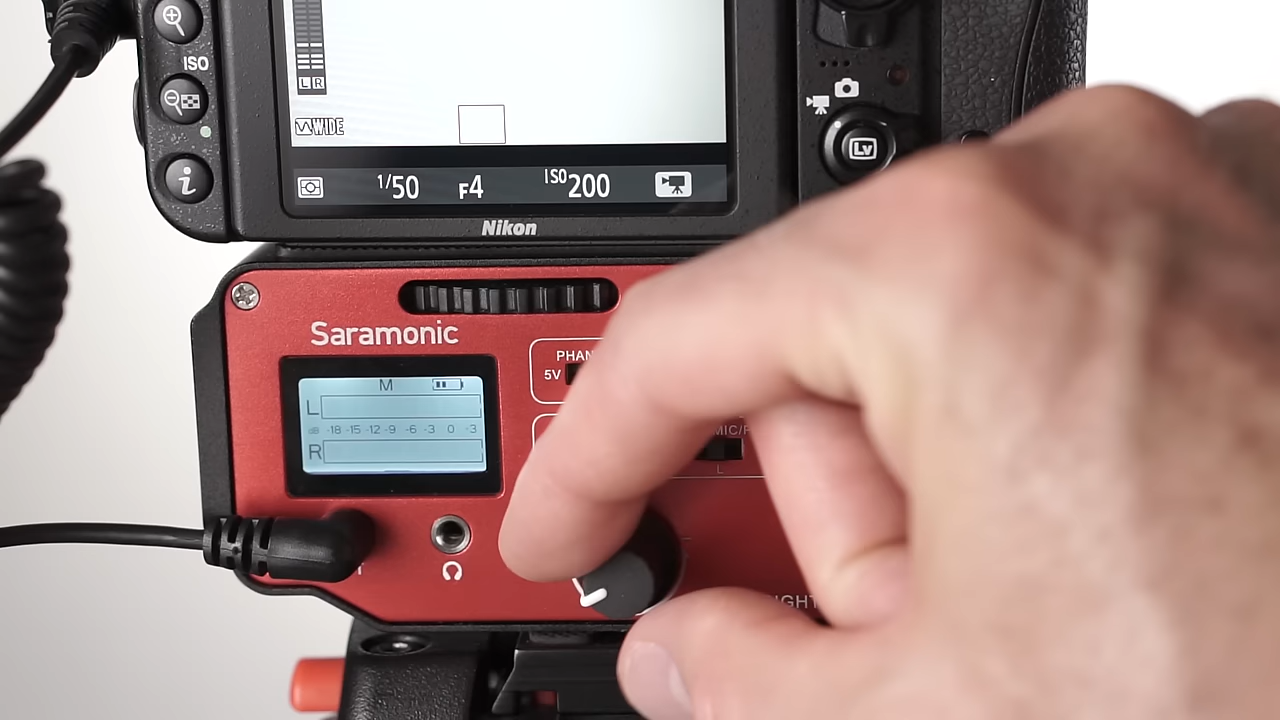 ISO
L R
WIDE
i
1/50 F4 ISO 200
Lv
Nikon
Saramonic
M
L
dB -18 -15 -12 -9 -6 -3 0 -3
R
5V
L